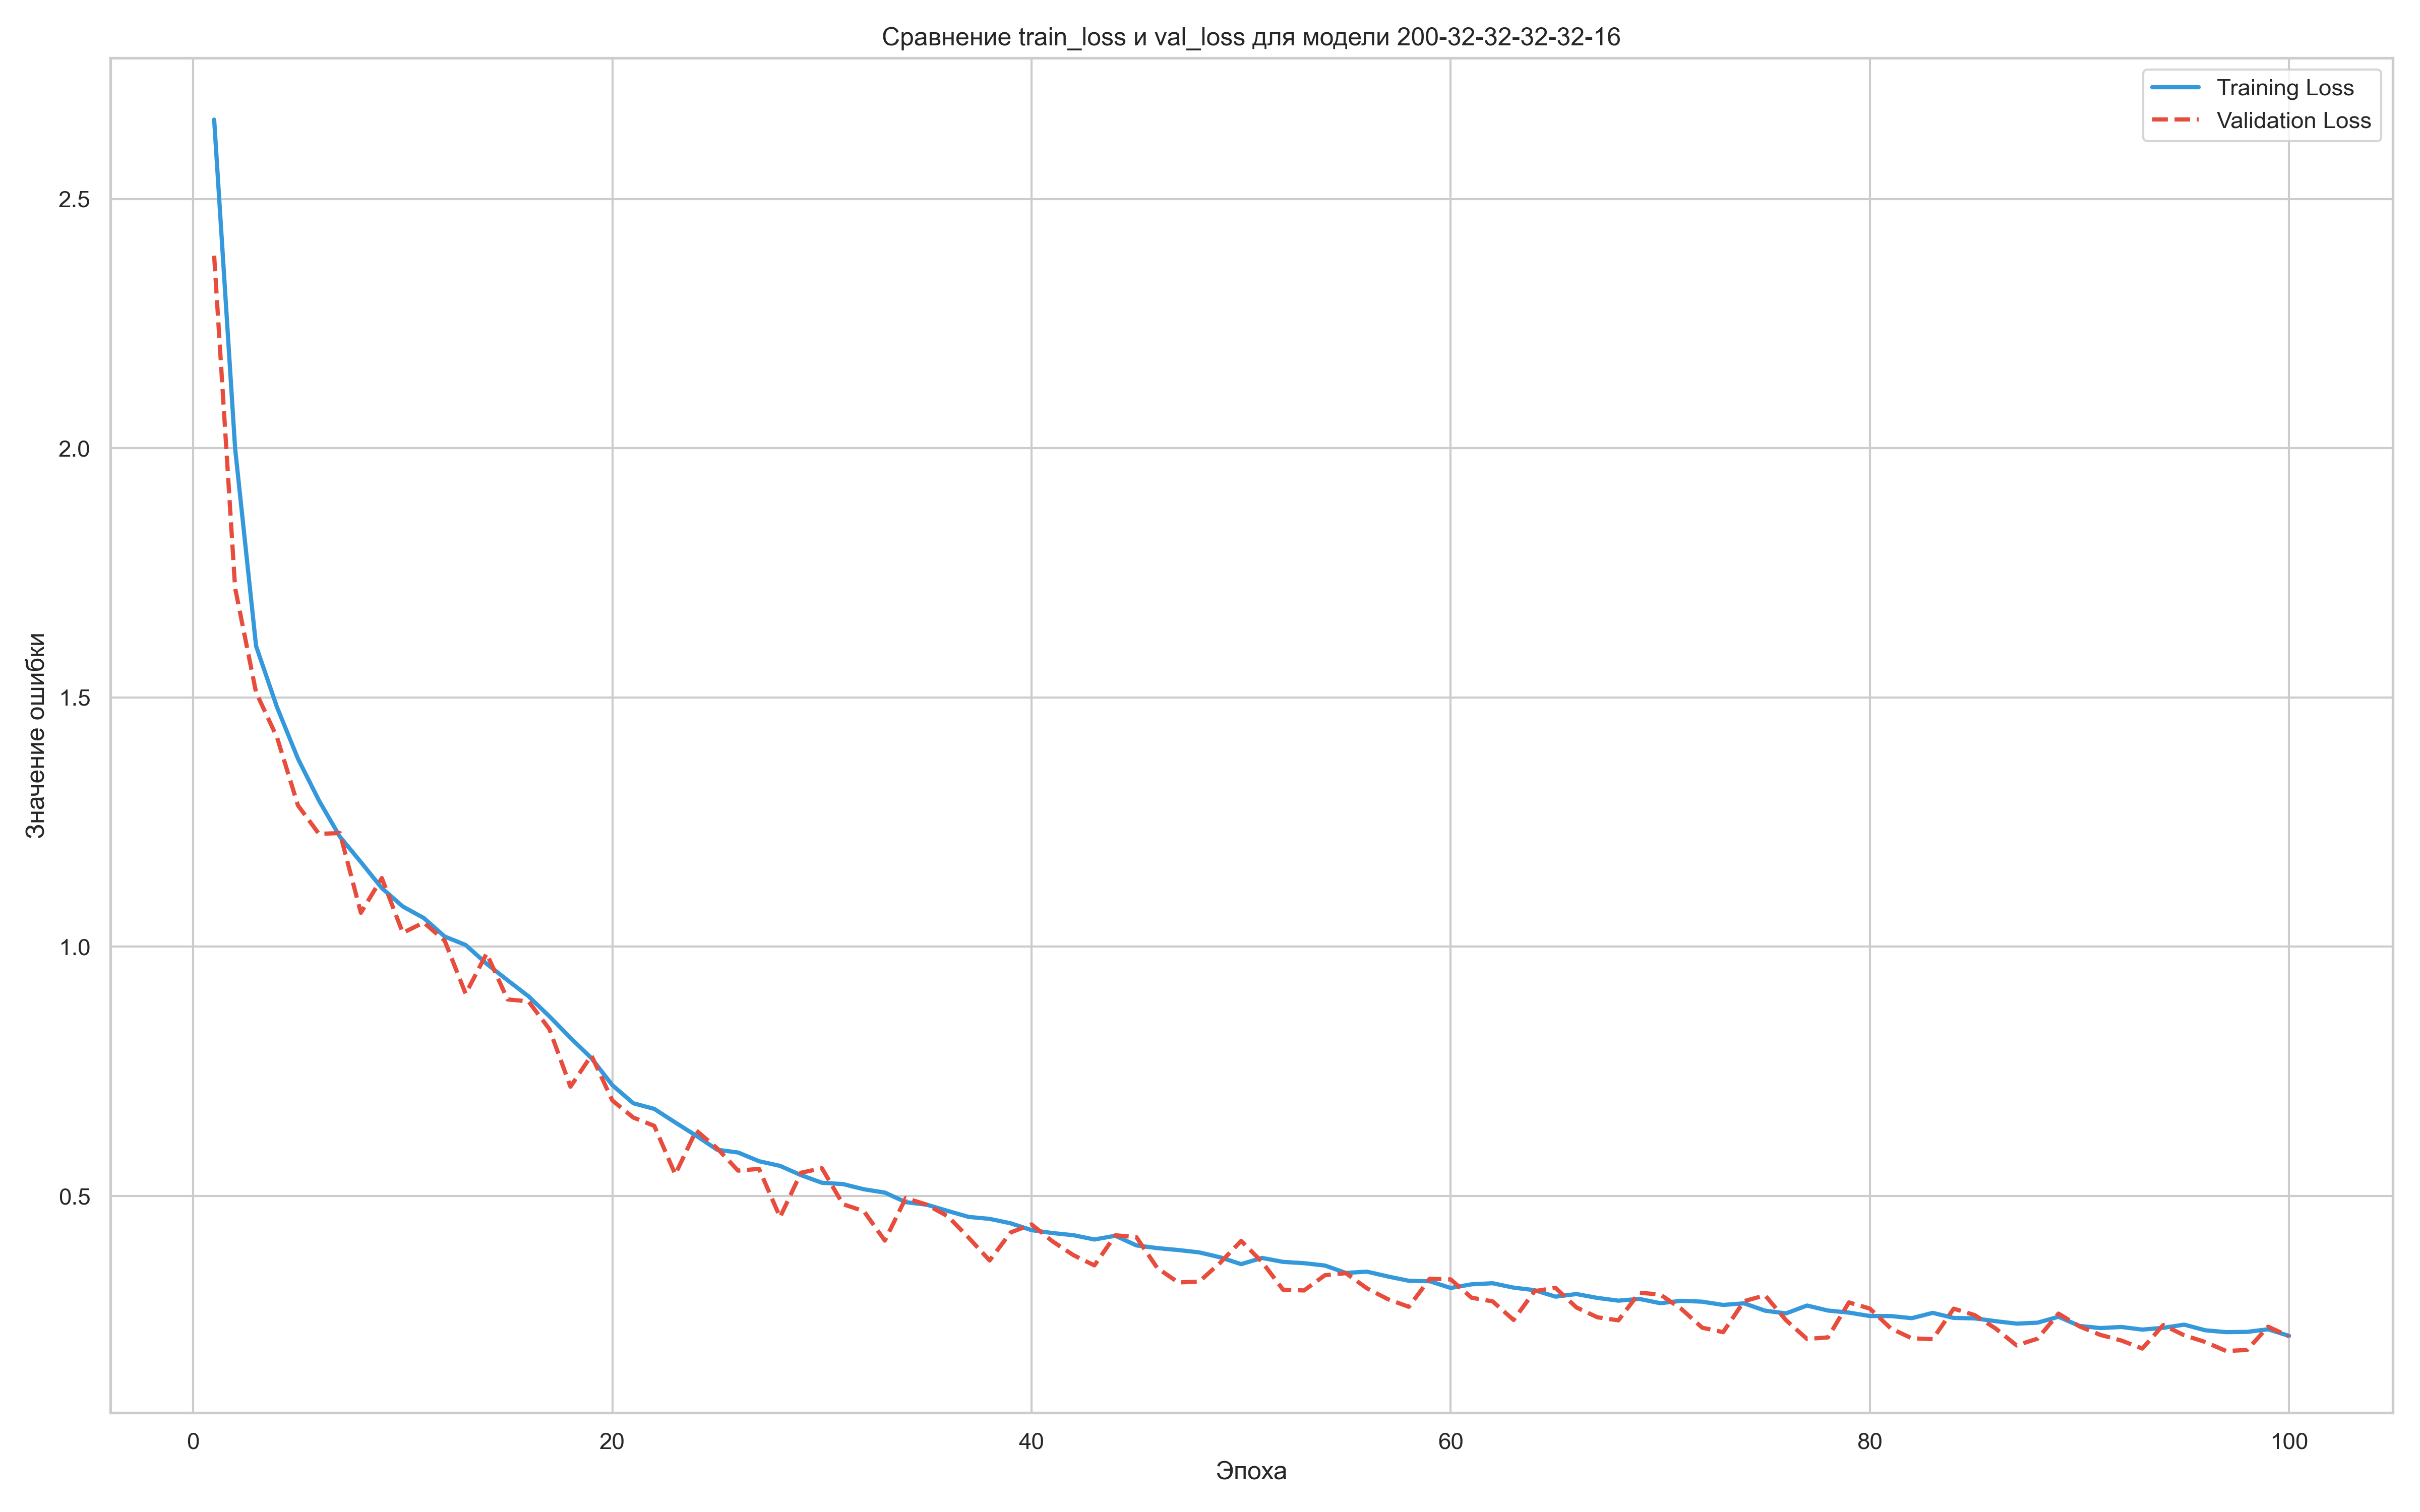 Сравнение train_loss и val_loss для модели 200-32-32-32-32-16
Training Loss
Validation Loss
Значение ошибки
2.5
2.0
1.5
1.0
0.5
0
20
40
60
80
100
Эпоха